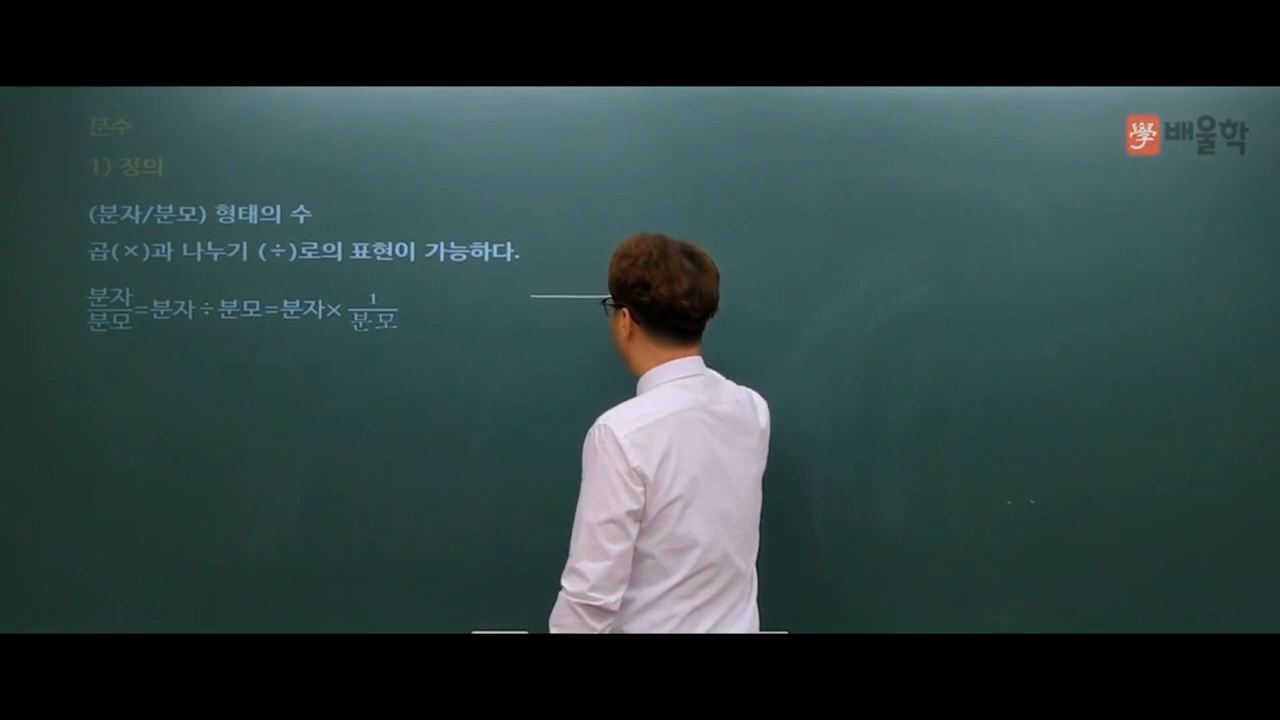 분수
學 배울학
1) 정의
(분자/분모) 형태의 수
곱(×)과 나누기 (÷)로의 표현이 가능하다.
분자/분모=분자÷분모=분자× 1/분모